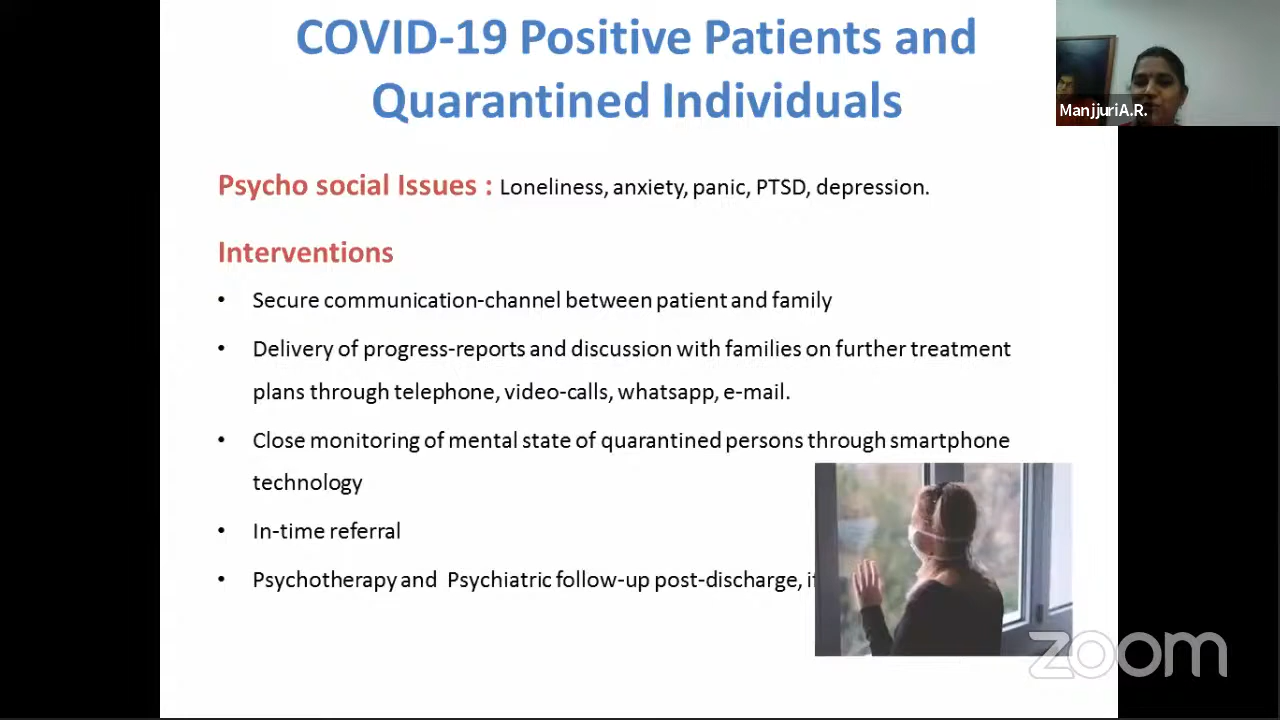 COVID-19 Positive Patients and
Quarantined Individuals
ManjjuriA.R.
Psycho social Issues : Loneliness, anxiety, panic, PTSD, depression.
Interventions
• Secure communication-channel between patient and family
• Delivery of progress-reports and discussion with families on further treatment
plans through telephone, video-calls, whatsapp, e-mail.
• Close monitoring of mental state of quarantined persons through smartphone
technology
• In-time referral
• Psychotherapy and Psychiatric follow-up post-discharge,
zoom